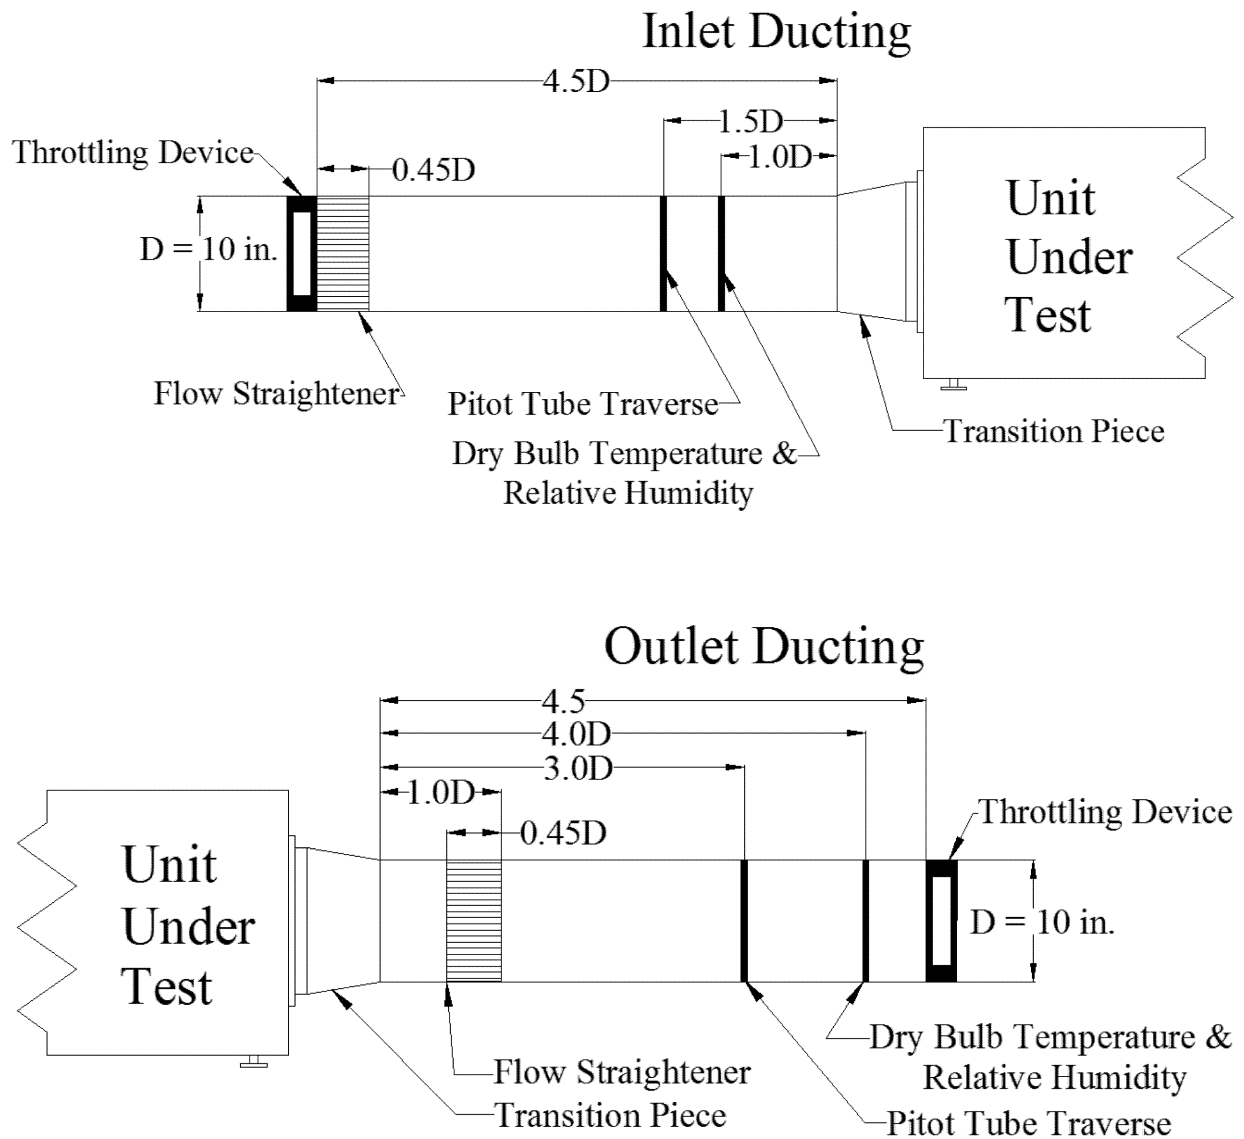 Inlet Ducting
4.5D
1.5D
Throttling Device
1.0D
0.45D
Unit
Under
Test
D = 10 in.
Flow Straightener
Pitot Tube Traverse
Transition Piece
Dry Bulb Temperature &
Relative Humidity
Outlet Ducting
4.5
4.0D
3.0D
1.0D
Throttling Device
0.45D
Unit
Under
Test
D = 10 in.
Dry Bulb Temperature &
Relative Humidity
Flow Straightener
Transition Piece
Pitot Tube Traverse